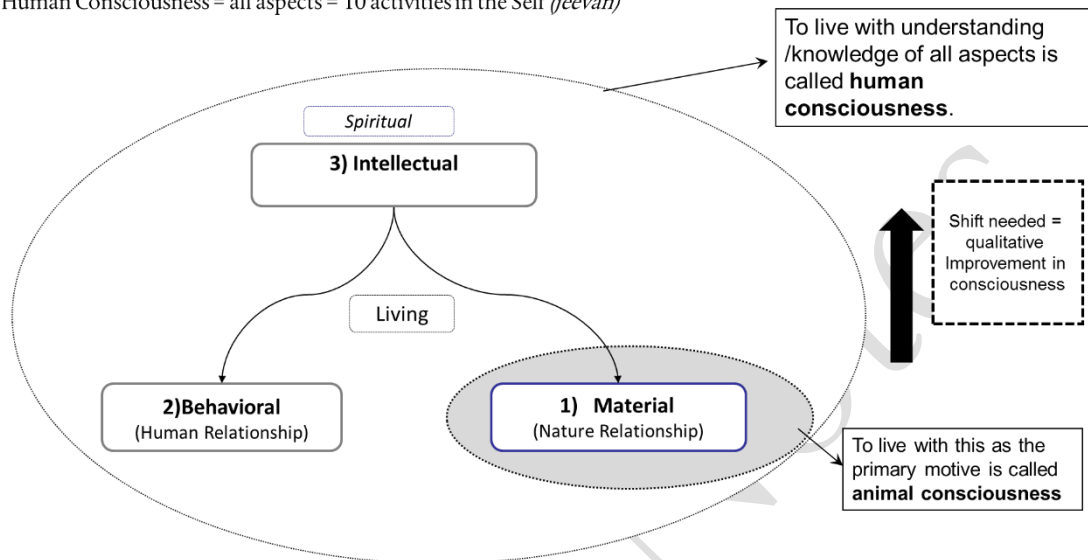 Human Consciousness = all aspects = 10 activities in the Self (jeevan)
To live with understanding
/knowledge of all aspects is
called human
consciousness.
Spiritual
3) Intellectual
Shift needed =
qualitative
Improvement in
consciousness
Living
2)Behavioral
(Human Relationship)
1) Material
(Nature Relationship)
To live with this as the
primary motive is called
animal consciousness